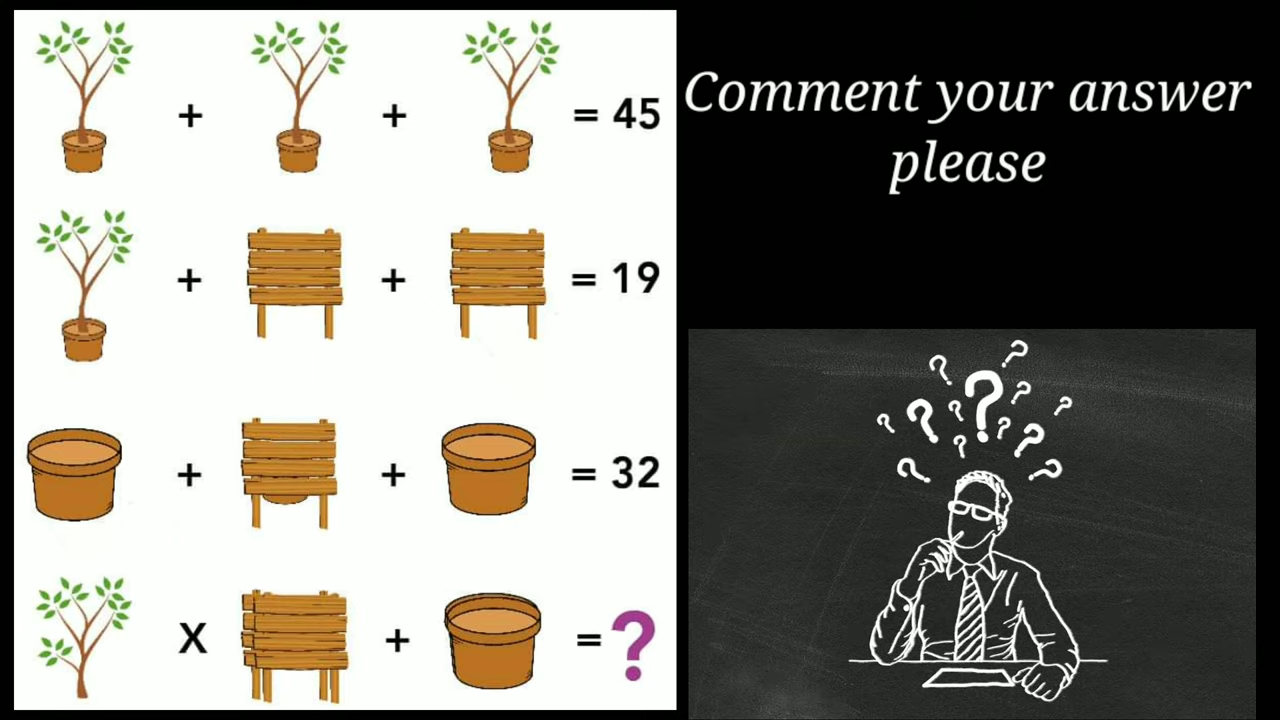 + + = 45
+ + = 19
+ + = 32
X + = ?
Comment your answer
please
? ? ? ? ? ? ? ? ? ? ? ? ?